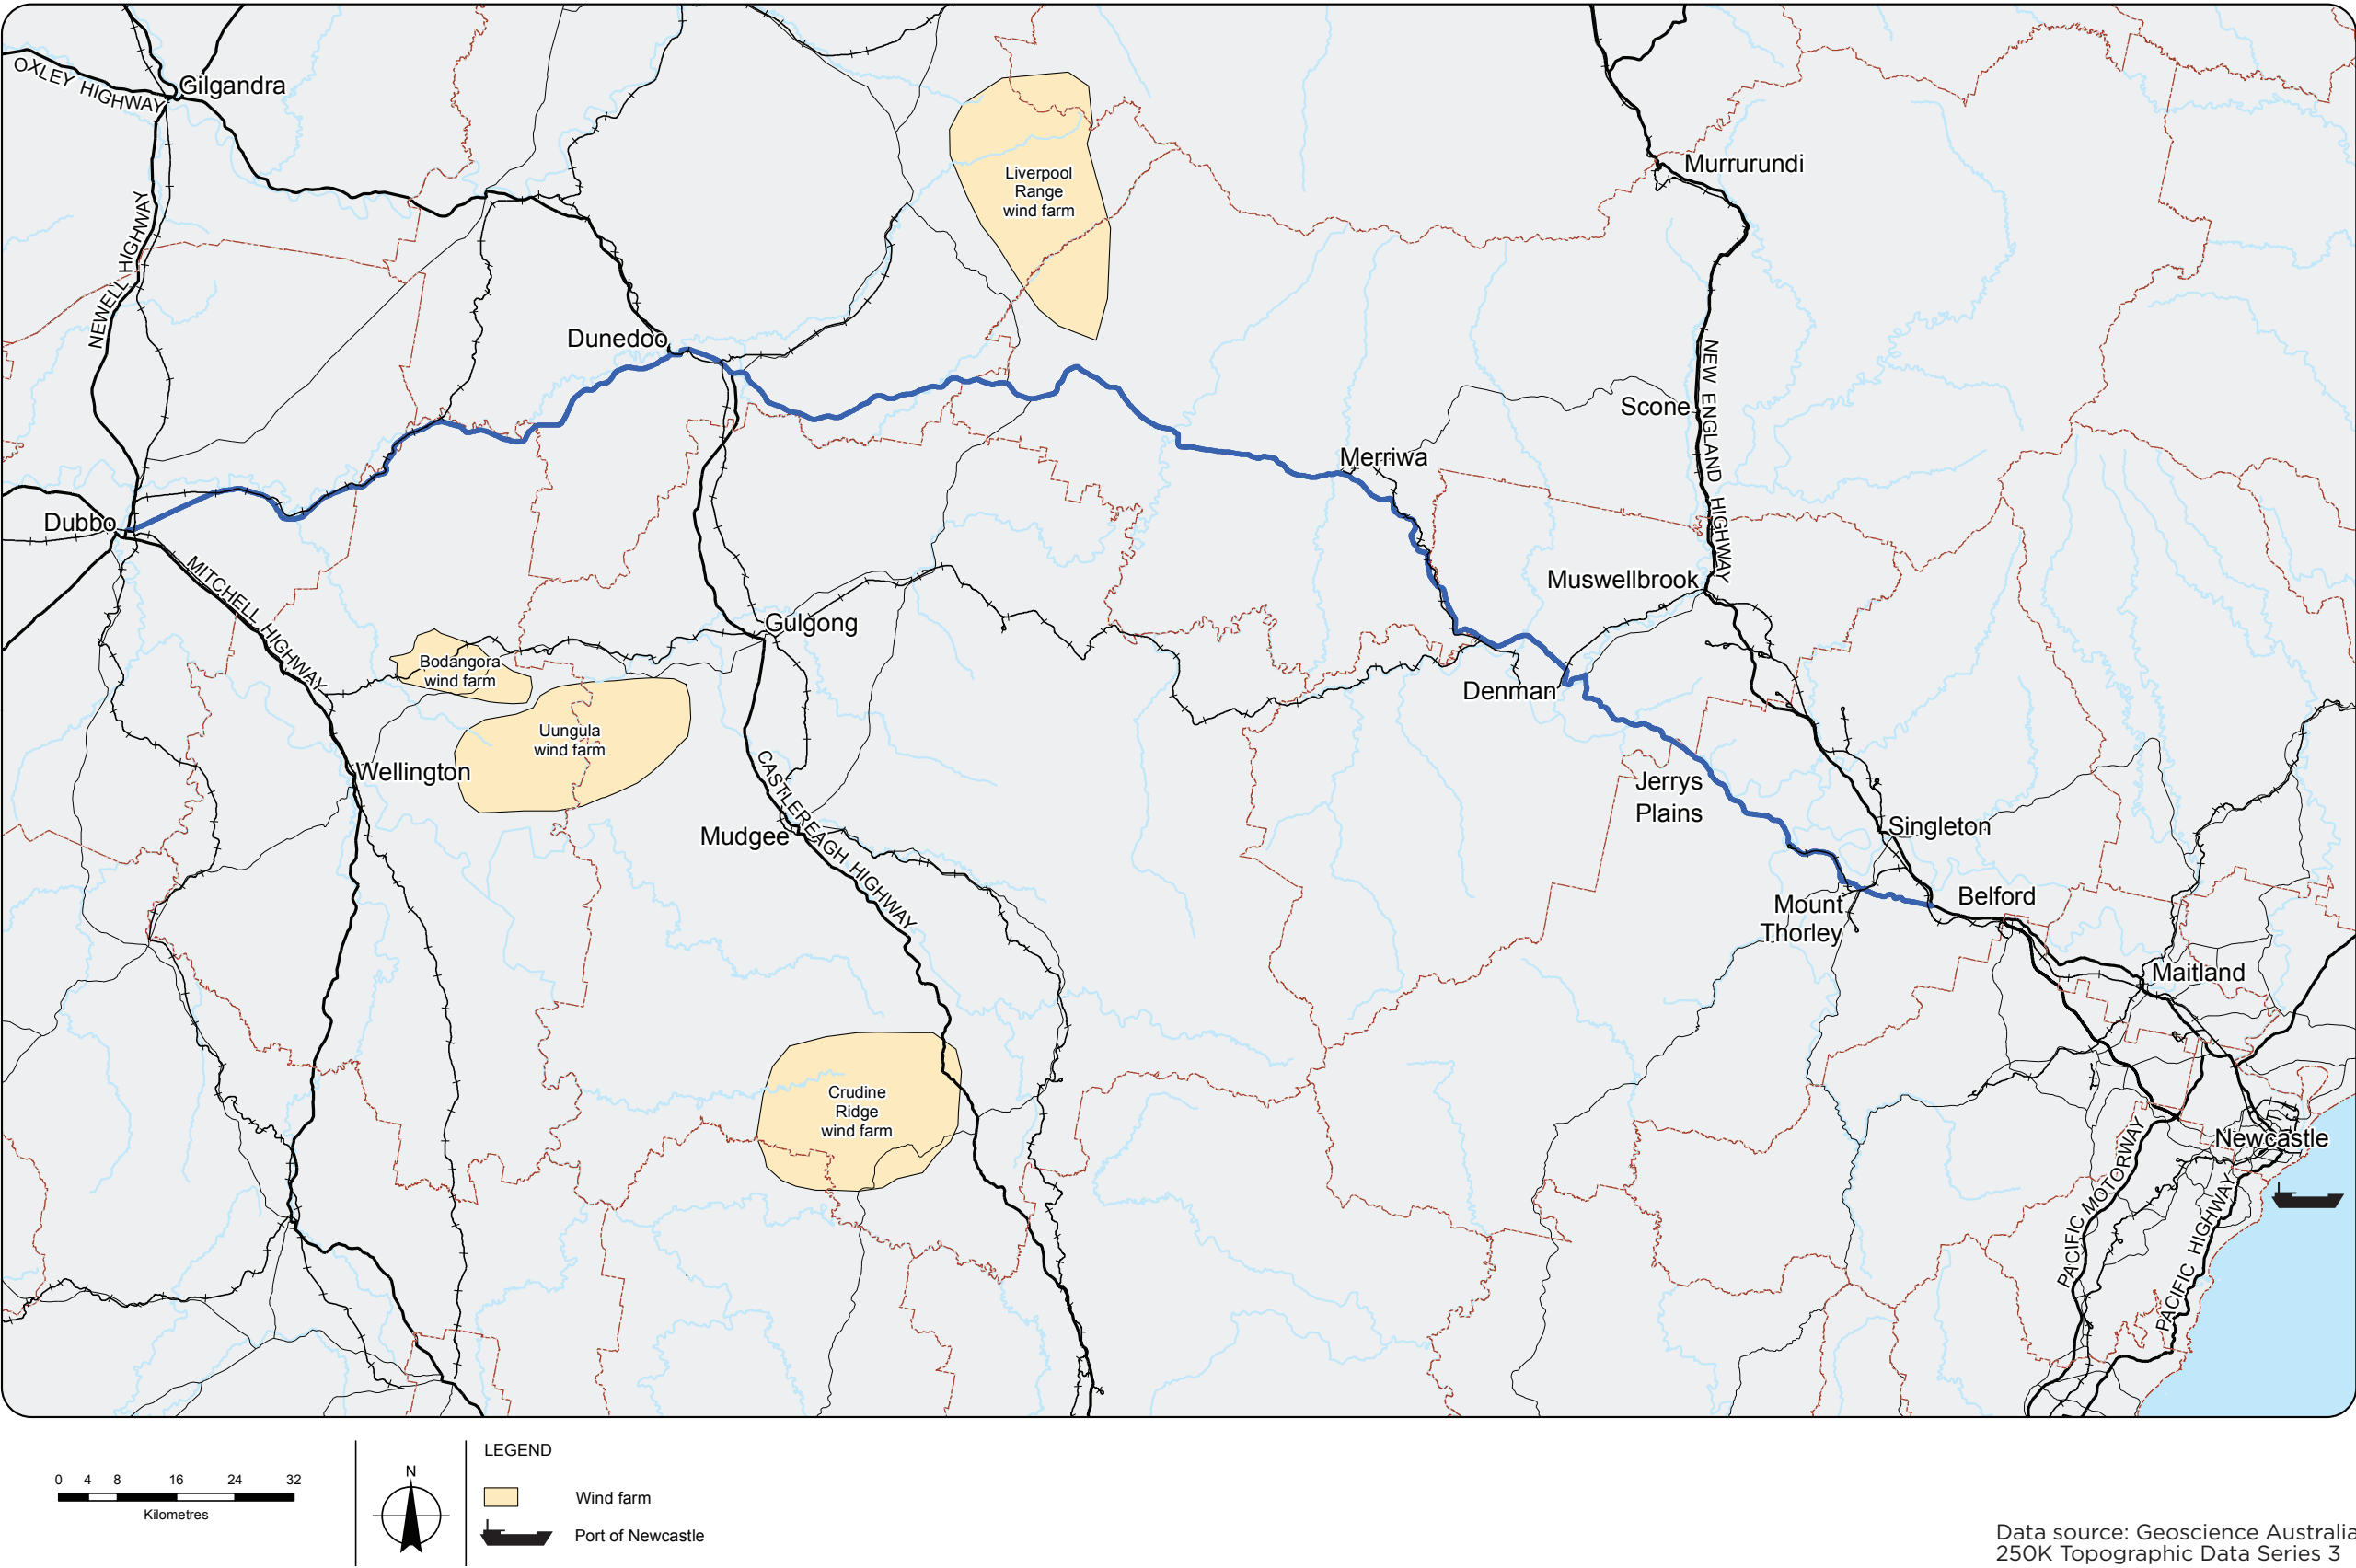 OXLEY HIGHWAY
Gilgandra
Murrurundi
Liverpool
Range
wind farm
NEWELL HIGHWAY
Dunedoo
NEW ENGLAND HIGHWAY
Scone
Merriwa
Dubbo
MITCHELL HIGHWAY
Muswellbrook
Gulgong
Bodangora
wind farm
Denman
Uungula
wind farm
Wellington
CASTLEREAGH HIGHWAY
Jerrys
Plains
Mudgee
Singleton
Belford
Mount
Thorley
Maitland
Crudine
Ridge
wind farm
Newcastle
PACIFIC MOTORWAY
PACIFIC HIGHWAY
LEGEND
0 4 8 16 24 32
Kilometres
N
Wind farm
Port of Newcastle
Data source: Geoscience Australia
250K Topographic Data Series 3